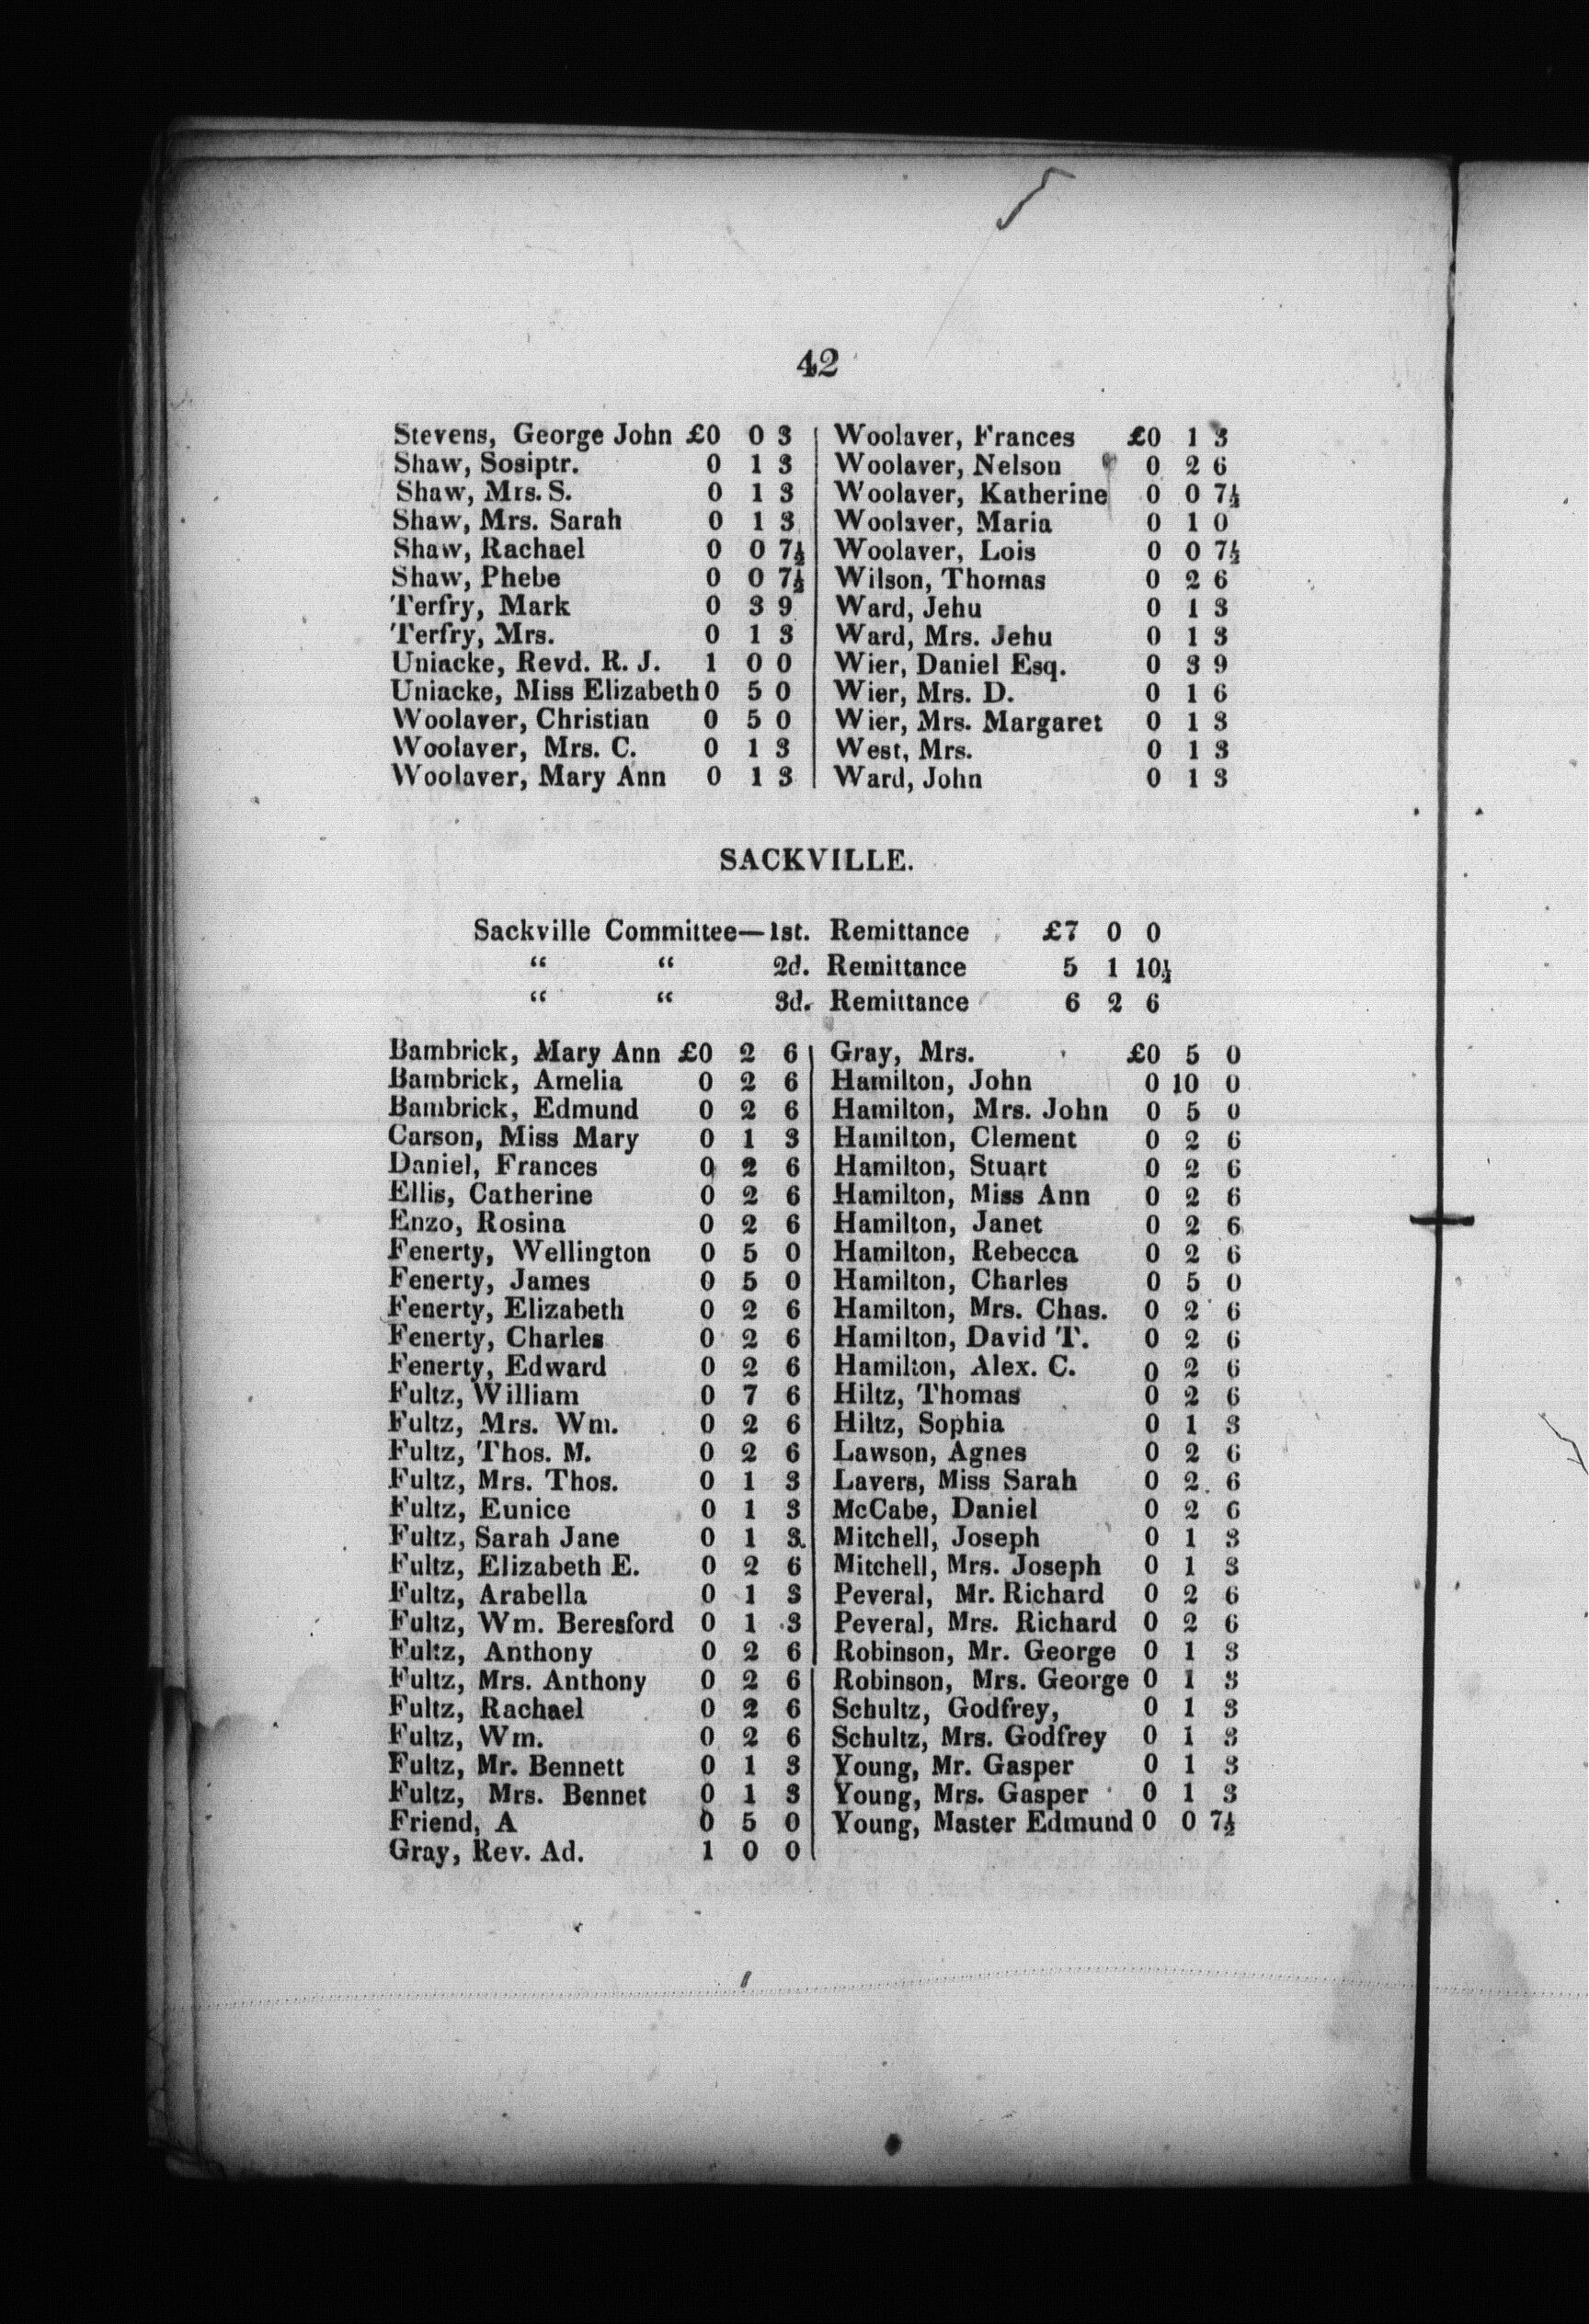 42
Stevens, George John £0 0 3
Shaw, Sosiptr. 0 1 3
Shaw, Mrs. S. 0 1 3
Shaw, Mrs. Sarah 0 1 3
Shaw, Rachael 0 0 7½
Shaw, Phebe 0 0 7½
Terfry, Mark 0 3 9
Terfry, Mrs. 0 1 3
Uniacke, Revd. R. J. 1 0 0
Uniacke, Miss Elizabeth 0 5 0
Woolaver, Christian 0 5 0
Woolaver, Mrs. C. 0 1 3
Woolaver, Mary Ann 0 1 3
Woolaver, Frances £0 1 3
Woolaver, Nelson 0 2 6
Woolaver, Katherine 0 0 7½
Woolaver, Maria 0 1 0
Woolaver, Lois 0 0 7½
Wilson, Thomas 0 2 6
Ward, Jehu 0 1 3
Ward, Mrs. Jehu 0 1 3
Wier, Daniel Esq. 0 3 9
Wier, Mrs. D. 0 1 6
Wier, Mrs. Margaret 0 1 3
West, Mrs. 0 1 3
Ward, John 0 1 3
SACKVILLE.
Sackville Committee—1st. Remittance £7 0 0
“ “ 2d. Remittance 5 1 10½
“ “ 3d. Remittance 6 2 6
Bambrick, Mary Ann £0 2 6
Bambrick, Amelia 0 2 6
Bambrick, Edmund 0 2 6
Carson, Miss Mary 0 1 3
Daniel, Frances 0 2 6
Ellis, Catherine 0 2 6
Enzo, Rosina 0 2 6
Fenerty, Wellington 0 5 0
Fenerty, James 0 5 0
Fenerty, Elizabeth 0 2 6
Fenerty, Charles 0 2 6
Fenerty, Edward 0 2 6
Fultz, William 0 7 6
Fultz, Mrs. Wm. 0 2 6
Fultz, Thos. M. 0 2 6
Fultz, Mrs. Thos. 0 1 3
Fultz, Eunice 0 1 3
Fultz, Sarah Jane 0 1 3
Fultz, Elizabeth E. 0 2 6
Fultz, Arabella 0 1 3
Fultz, Wm. Beresford 0 1 3
Fultz, Anthony 0 2 6
Fultz, Mrs. Anthony 0 2 6
Fultz, Rachael 0 2 6
Fultz, Wm. 0 2 6
Fultz, Mr. Bennett 0 1 3
Fultz, Mrs. Bennet 0 1 3
Friend, A 0 5 0
Gray, Rev. Ad. 1 0 0
Gray, Mrs. £0 5 0
Hamilton, John 0 10 0
Hamilton, Mrs. John 0 5 0
Hamilton, Clement 0 2 6
Hamilton, Stuart 0 2 6
Hamilton, Miss Ann 0 2 6
Hamilton, Janet 0 2 6
Hamilton, Rebecca 0 2 6
Hamilton, Charles 0 5 0
Hamilton, Mrs. Chas. 0 2 6
Hamilton, David T. 0 2 6
Hamilton, Alex. C. 0 2 6
Hiltz, Thomas 0 2 6
Hiltz, Sophia 0 1 3
Lawson, Agnes 0 2 6
Lavers, Miss Sarah 0 2 6
McCabe, Daniel 0 2 6
Mitchell, Joseph 0 1 3
Mitchell, Mrs. Joseph 0 1 3
Peveral, Mr. Richard 0 2 6
Peveral, Mrs. Richard 0 2 6
Robinson, Mr. George 0 1 3
Robinson, Mrs. George 0 1 3
Schultz, Godfrey, 0 1 3
Schultz, Mrs. Godfrey 0 1 3
Young, Mr. Gasper 0 1 3
Young, Mrs. Gasper 0 1 3
Young, Master Edmund 0 0 7½